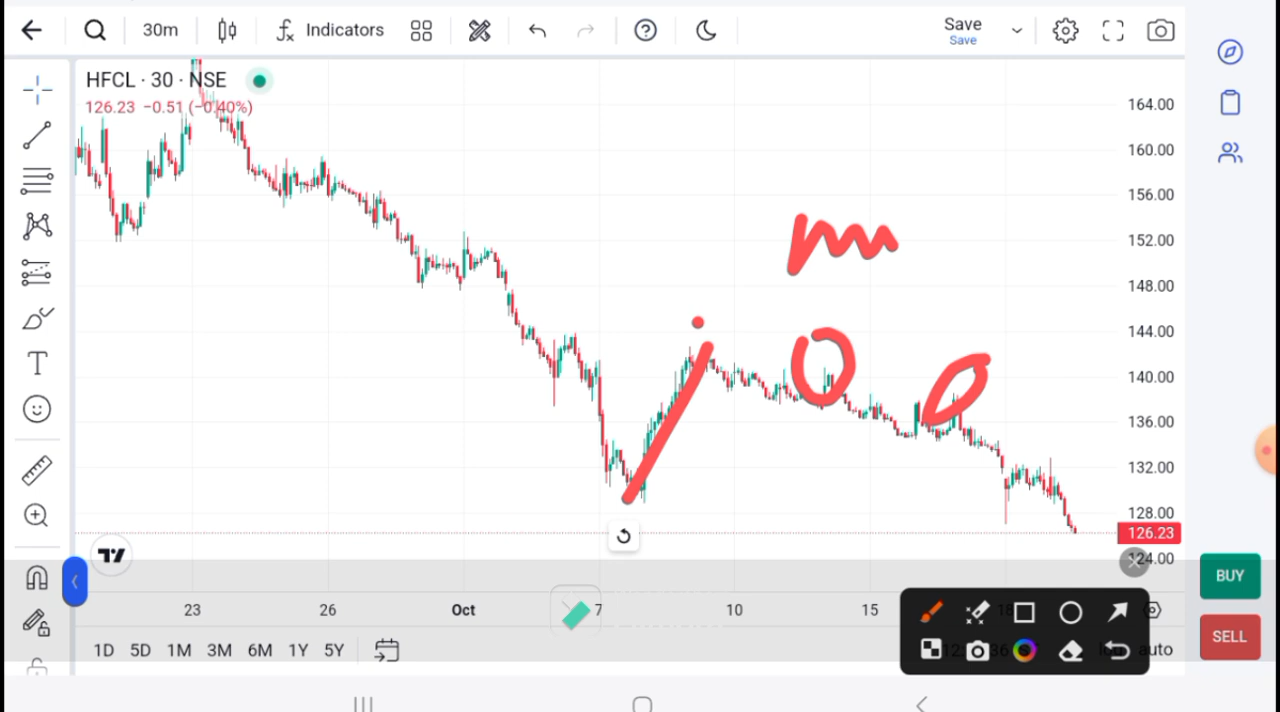 30m Indicators Save
Save
HFCL · 30 · NSE
126.23 −0.51 (−0.40%)
164.00
160.00
156.00
152.00
148.00
144.00
140.00
136.00
132.00
128.00
126.23
124.00
BUY
23 26 Oct 7 10 15 18
SELL
1D 5D 1M 3M 6M 1Y 5Y auto